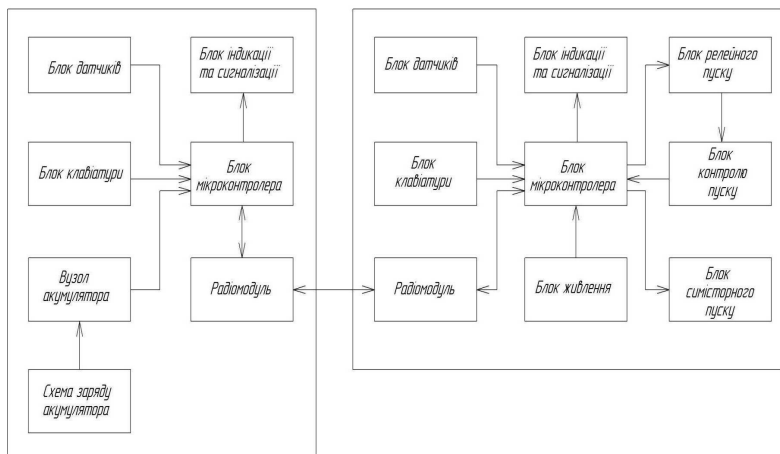 Блок датчиків
Блок індикації
та сигналізації
Блок клавіатури
Блок
мікроконтролера
Вузол
акумулятора
Радіомодуль
Схема заряду
акумулятора
Блок датчиків
Блок індикації
та сигналізації
Блок релейного
пуску
Блок
клавіатури
Блок
мікроконтролера
Блок
контролю
пуску
Радіомодуль
Блок живлення
Блок
симісторного
пуску